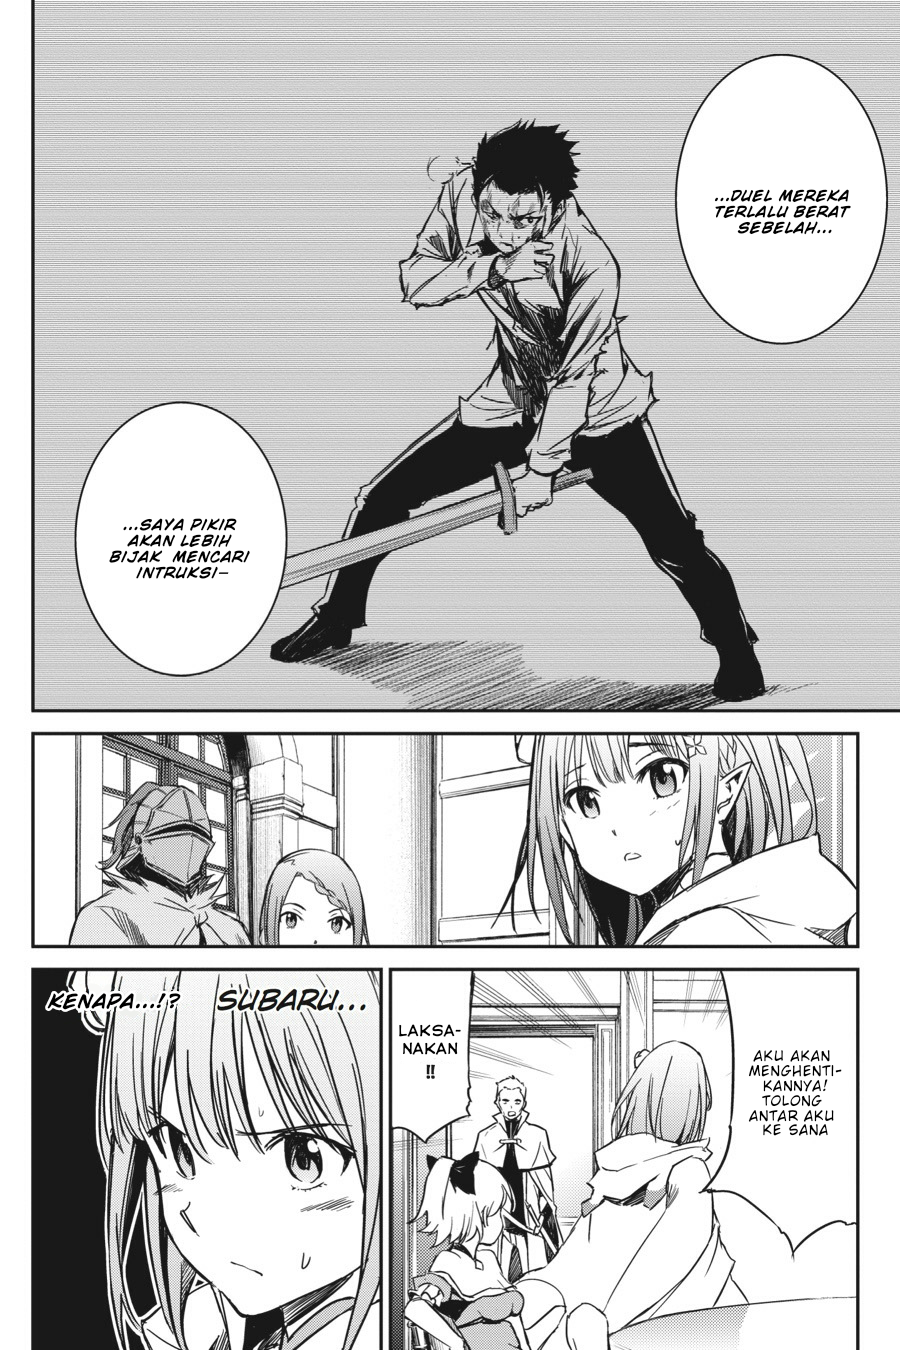 ...DUEL MEREKA
TERLALU BERAT
SEBELAH...
...SAYA PIKIR
AKAN LEBIH
BIJAK MENCARI
INTRUKSI–
AKU AKAN
MENGHENTI-
KANNYA!
TOLONG
ANTAR AKU
KE SANA
LAKSA-
NAKAN
!!
SUBARU...
KENAPA...!?